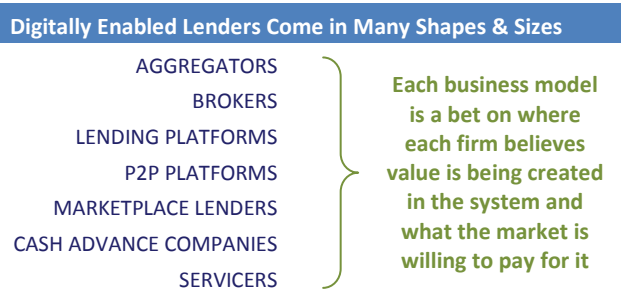 Digitally Enabled Lenders Come in Many Shapes & Sizes
AGGREGATORS
BROKERS
LENDING PLATFORMS
P2P PLATFORMS
MARKETPLACE LENDERS
CASH ADVANCE COMPANIES
SERVICERS
Each business model
is a bet on where
each firm believes
value is being created
in the system and
what the market is
willing to pay for it